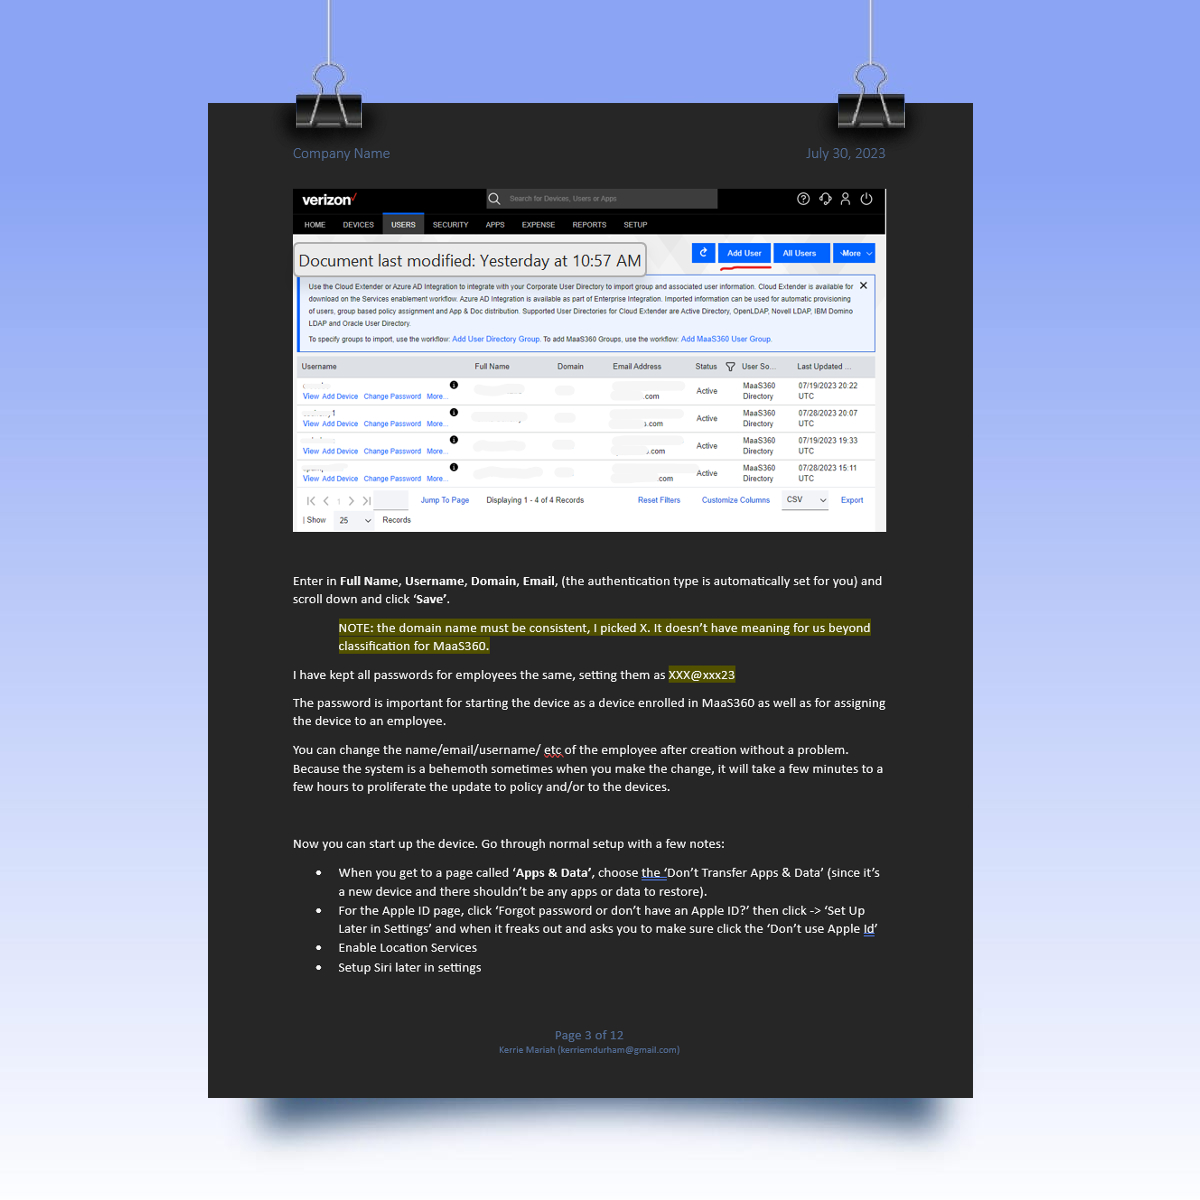 Company Name July 30, 2023
verizon
Search for Devices, Users or Apps
HOME DEVICES USERS SECURITY APPS EXPENSE REPORTS SETUP
Add User All Users More
Document last modified: Yesterday at 10:57 AM
Use the Cloud Extender or Azure AD Integration to integrate with your Corporate User Directory to import group and associated user information. Cloud Extender is available for
download on the Services enablement workflow. Azure AD Integration is available as part of Enterprise Integration. Imported information can be used for automatic provisioning
of users, group based policy assignment and App & Doc distribution. Supported User Directories for Cloud Extender are Active Directory, OpenLDAP, Novell LDAP, IBM Domino
LDAP and Oracle User Directory.
To specify groups to import, use the workflow: Add User Directory Group. To add MaaS360 Groups, use the workflow: Add MaaS360 User Group.
Username Full Name Domain Email Address Status User So... Last Updated ...
.com Active MaaS360 Directory 07/19/2023 20:22 UTC
View Add Device Change Password More...
.com Active MaaS360 Directory 07/28/2023 20:07 UTC
View Add Device Change Password More...
.com Active MaaS360 Directory 07/19/2023 19:33 UTC
View Add Device Change Password More...
com Active MaaS360 Directory 07/28/2023 15:11 UTC
View Add Device Change Password More...
1 Jump To Page Displaying 1 - 4 of 4 Records Reset Filters Customize Columns CSV Export
| Show 25 Records
Enter in Full Name, Username, Domain, Email, (the authentication type is automatically set for you) and
scroll down and click ‘Save’.
NOTE: the domain name must be consistent, I picked X. It doesn’t have meaning for us beyond
classification for MaaS360.
I have kept all passwords for employees the same, setting them as XXX@xxx23
The password is important for starting the device as a device enrolled in MaaS360 as well as for assigning
the device to an employee.
You can change the name/email/username/ etc of the employee after creation without a problem.
Because the system is a behemoth sometimes when you make the change, it will take a few minutes to a
few hours to proliferate the update to policy and/or to the devices.
Now you can start up the device. Go through normal setup with a few notes:
• When you get to a page called ‘Apps & Data’, choose the ‘Don’t Transfer Apps & Data’ (since it’s
a new device and there shouldn’t be any apps or data to restore).
• For the Apple ID page, click ‘Forgot password or don’t have an Apple ID?’ then click -> ‘Set Up
Later in Settings’ and when it freaks out and asks you to make sure click the ‘Don’t use Apple Id’
• Enable Location Services
• Setup Siri later in settings
Page 3 of 12
Kerrie Mariah (kerriemdurham@gmail.com)